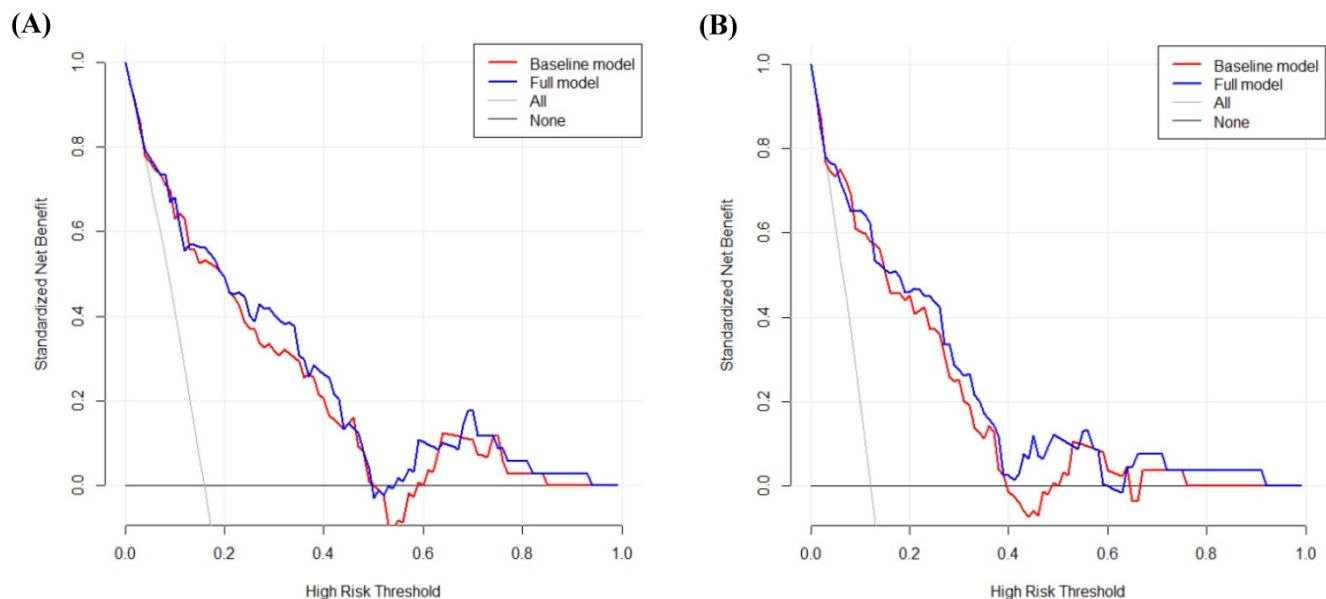 (A)
Baseline model
Full model
All
None
Standardized Net Benefit
1.0
0.8
0.6
0.4
0.2
0.0
0.0 0.2 0.4 0.6 0.8 1.0
High Risk Threshold
(B)
Baseline model
Full model
All
None
Standardized Net Benefit
1.0
0.8
0.6
0.4
0.2
0.0
0.0 0.2 0.4 0.6 0.8 1.0
High Risk Threshold